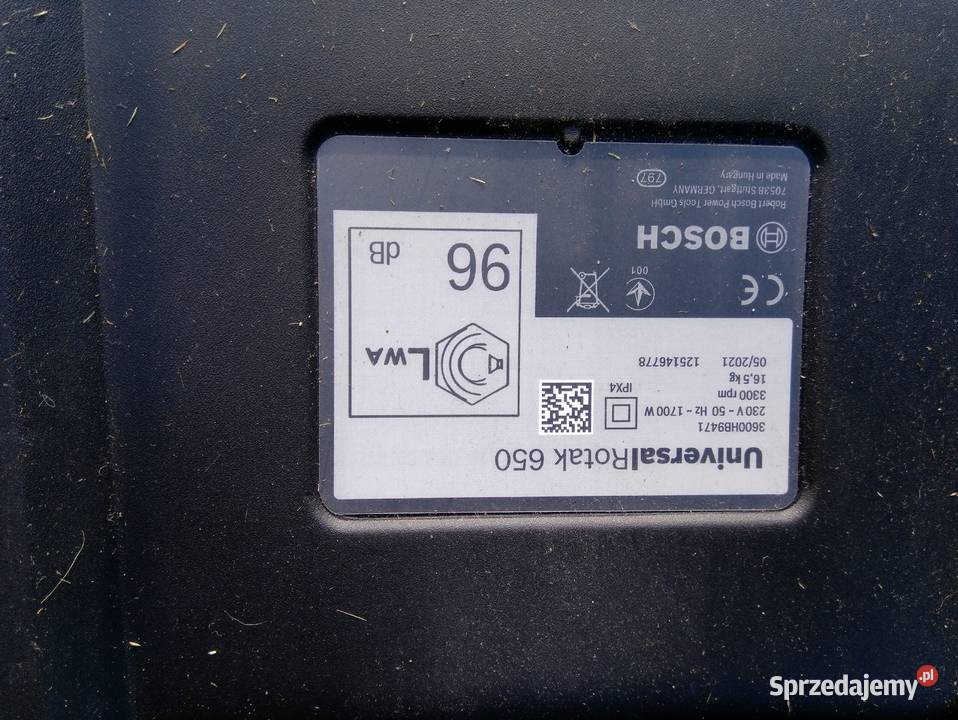 UniversalRotak 650
3600HB9471
230 V ~ 50 Hz ~ 1700 W
3300 rpm
16,5 kg
05/2021 125146778
IPX4
LWA
96
dB
CE
001
BOSCH
Robert Bosch Power Tools GmbH
70538 Stuttgart, GERMANY
Made in Hungary
797
Sprzedajemy.pl